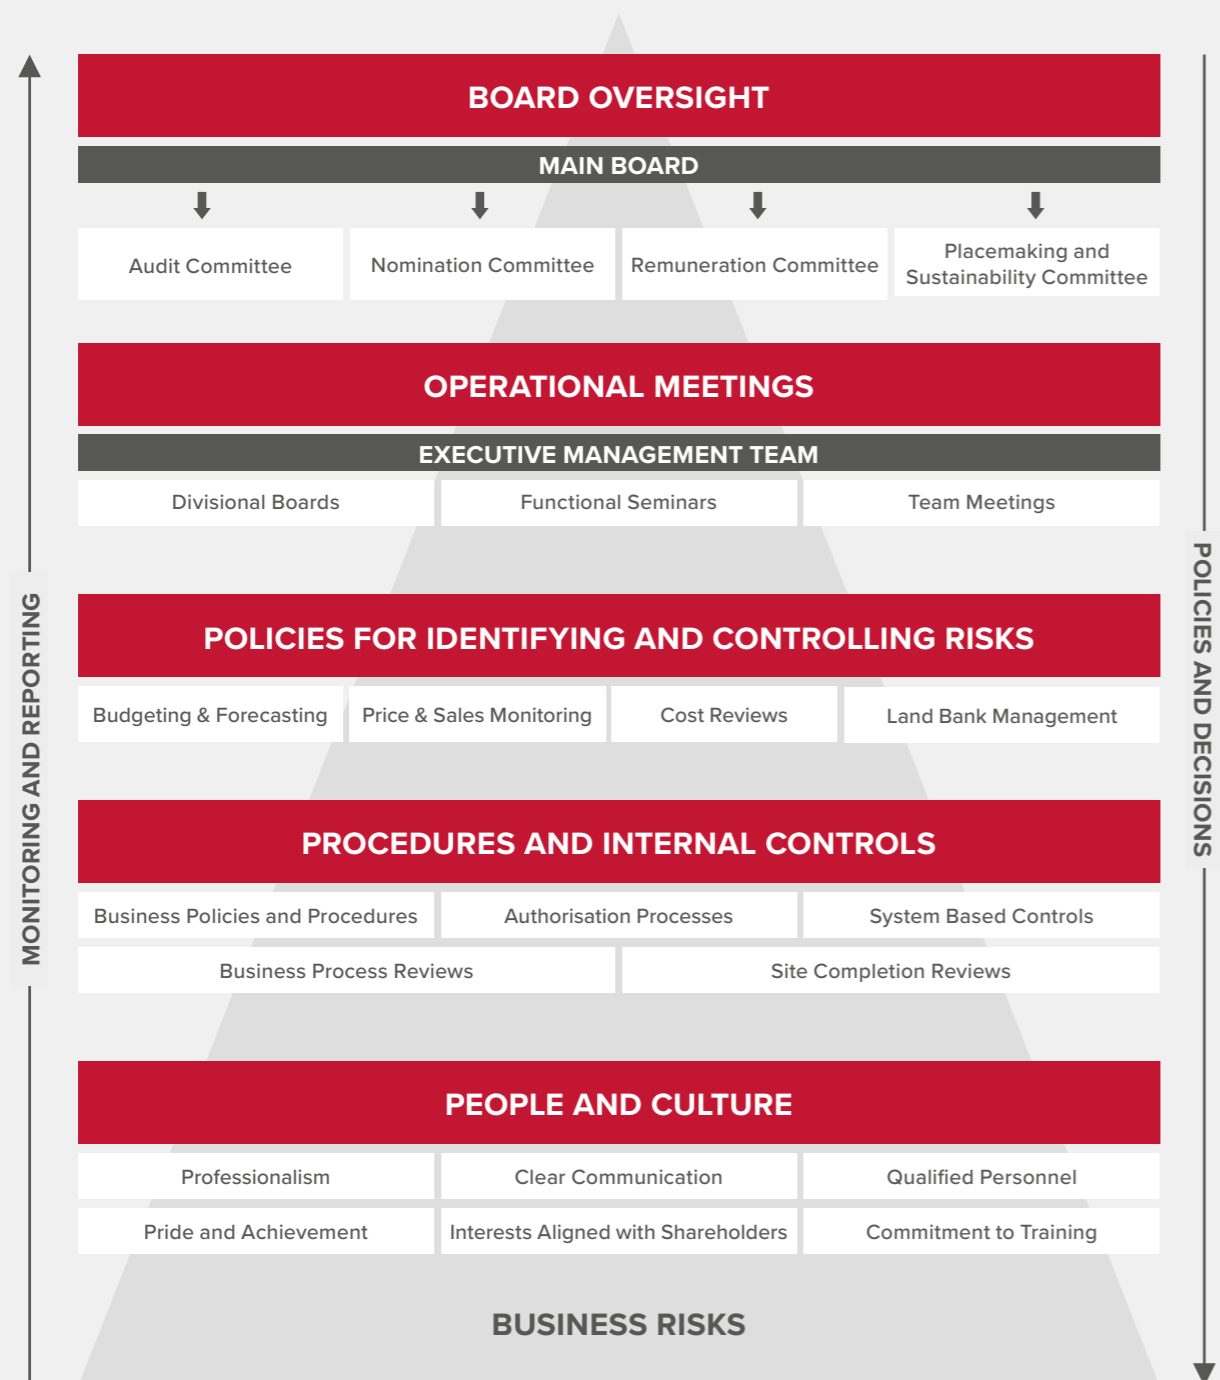 BOARD OVERSIGHT
MAIN BOARD
Audit Committee
Nomination Committee
Remuneration Committee
Placemaking and
Sustainability Committee
OPERATIONAL MEETINGS
EXECUTIVE MANAGEMENT TEAM
Divisional Boards
Functional Seminars
Team Meetings
POLICIES FOR IDENTIFYING AND CONTROLLING RISKS
Budgeting & Forecasting
Price & Sales Monitoring
Cost Reviews
Land Bank Management
PROCEDURES AND INTERNAL CONTROLS
Business Policies and Procedures
Authorisation Processes
System Based Controls
Business Process Reviews
Site Completion Reviews
PEOPLE AND CULTURE
Professionalism
Clear Communication
Qualified Personnel
Pride and Achievement
Interests Aligned with Shareholders
Commitment to Training
BUSINESS RISKS
MONITORING AND REPORTING
POLICIES AND DECISIONS